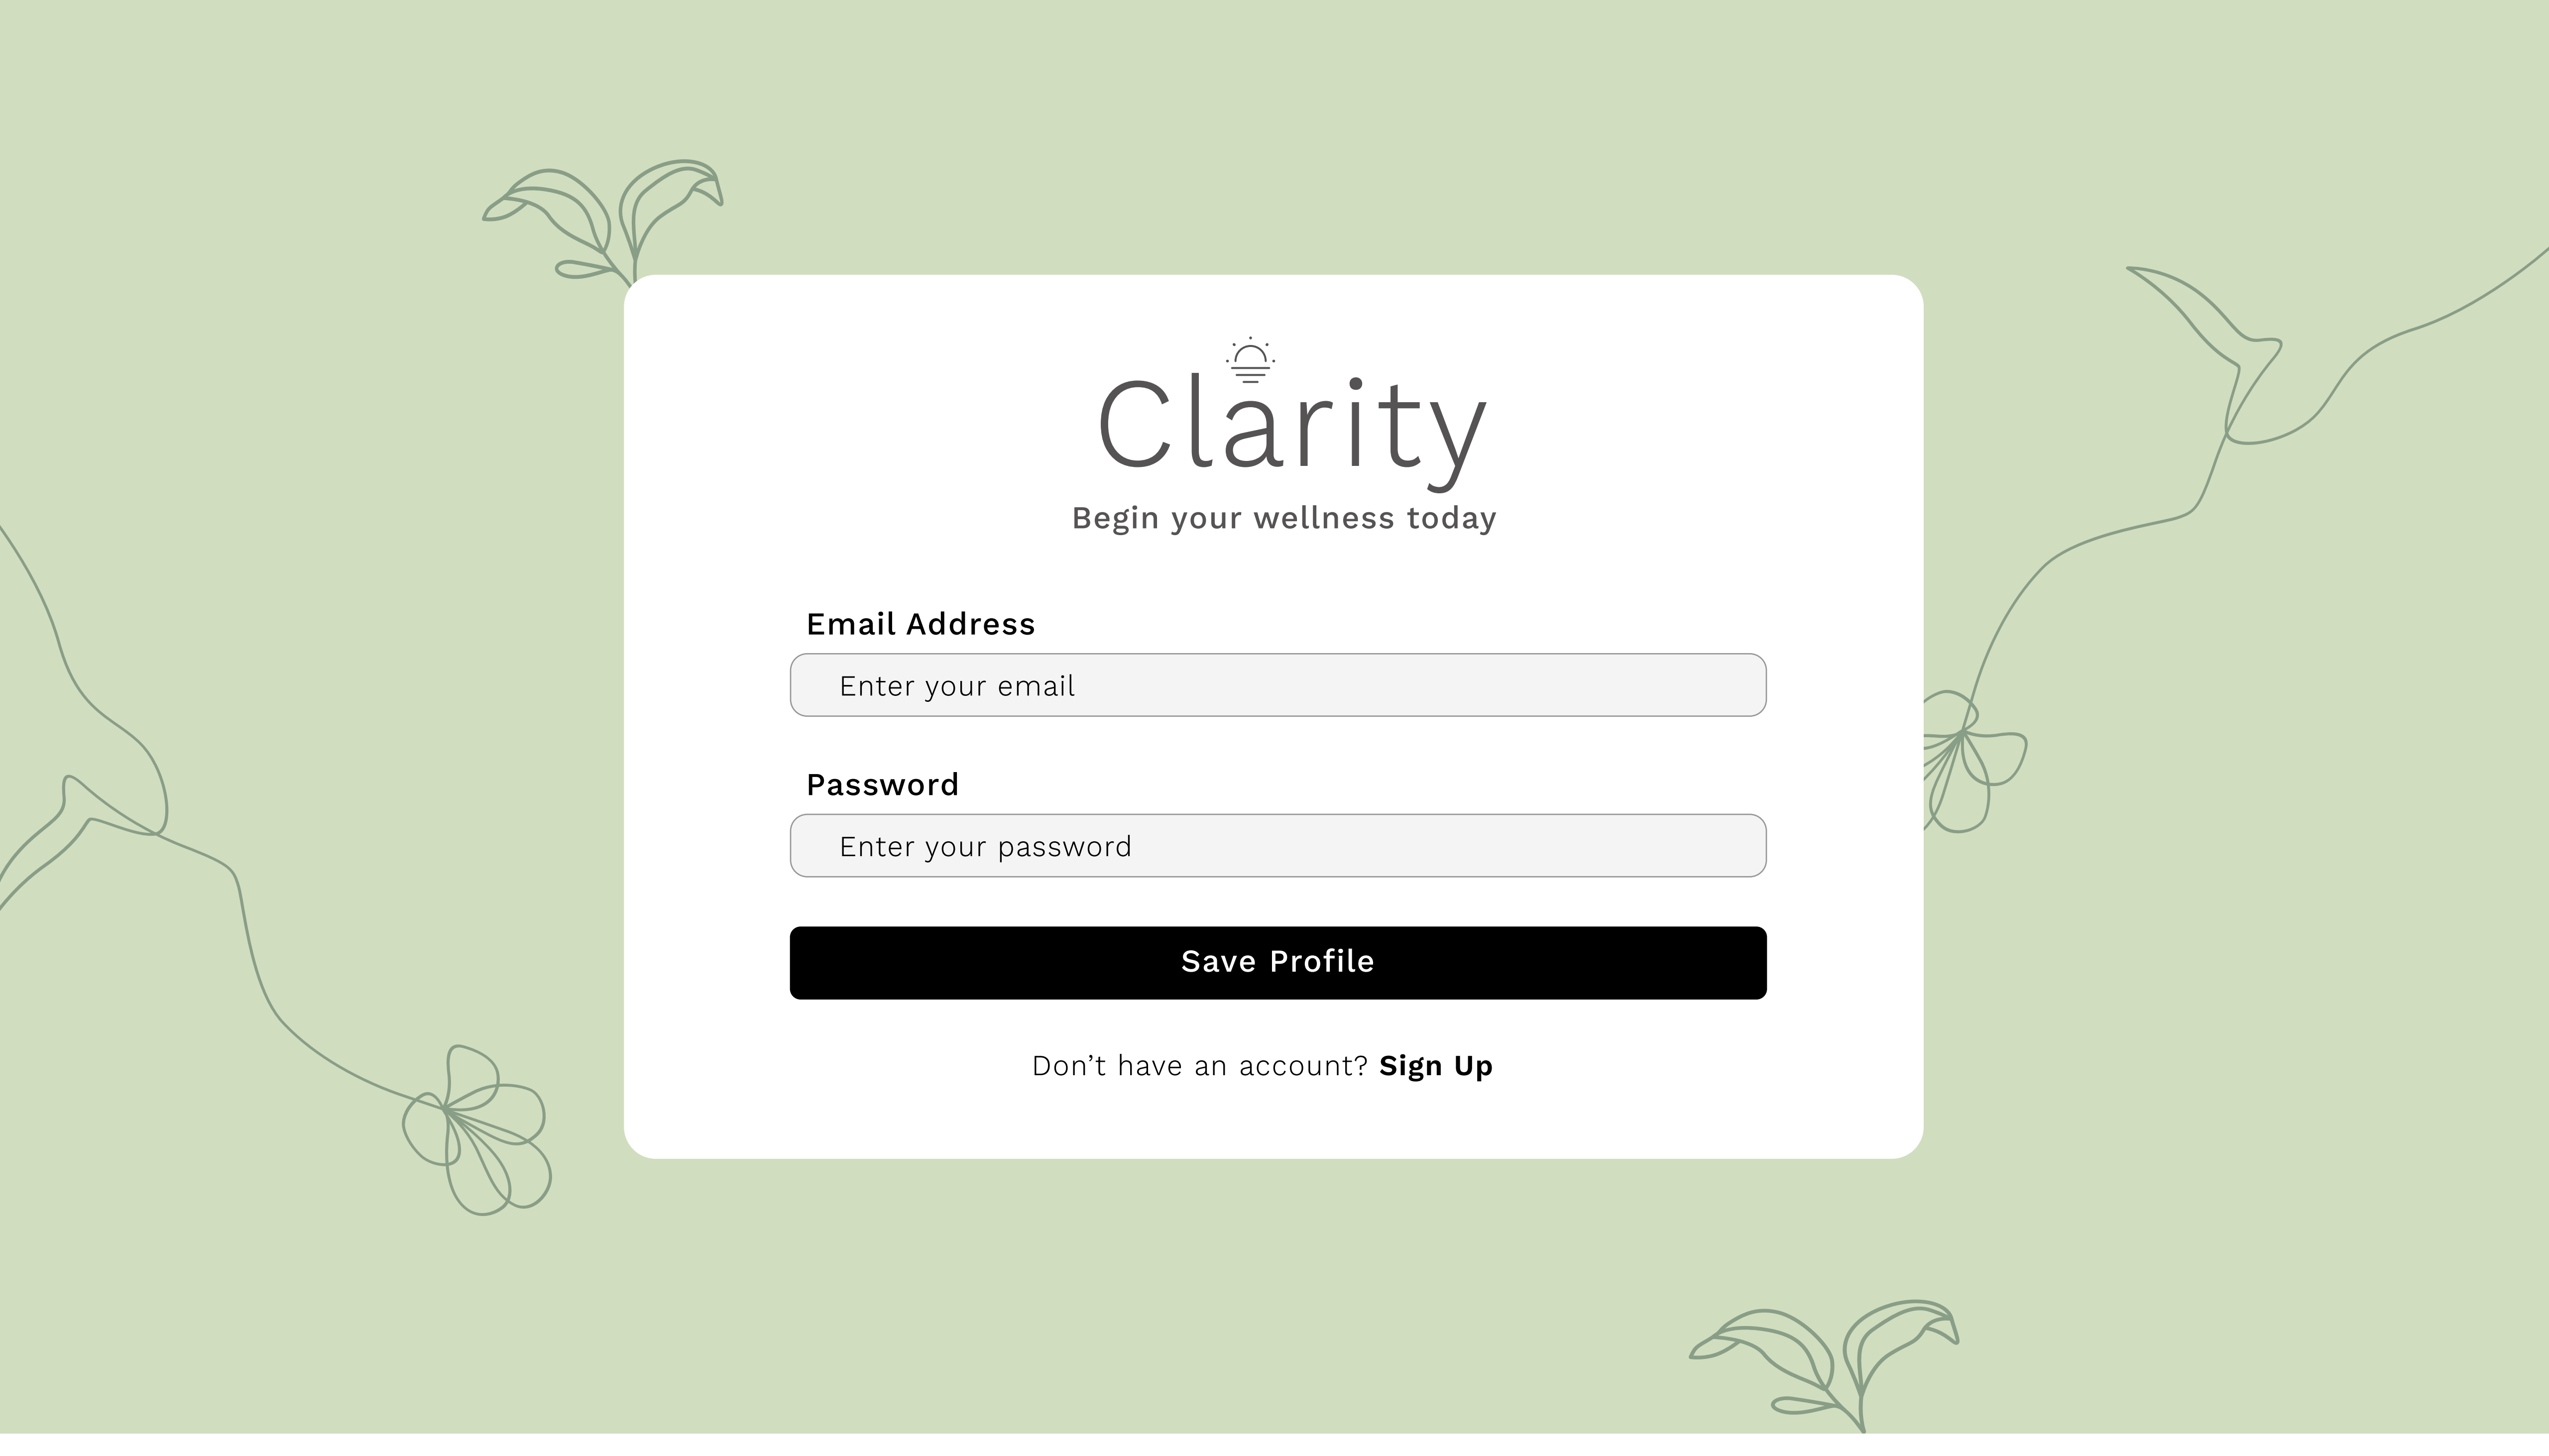 Clarity
Begin your wellness today
Email Address
Enter your email
Password
Enter your password
Save Profile
Don’t have an account? Sign Up